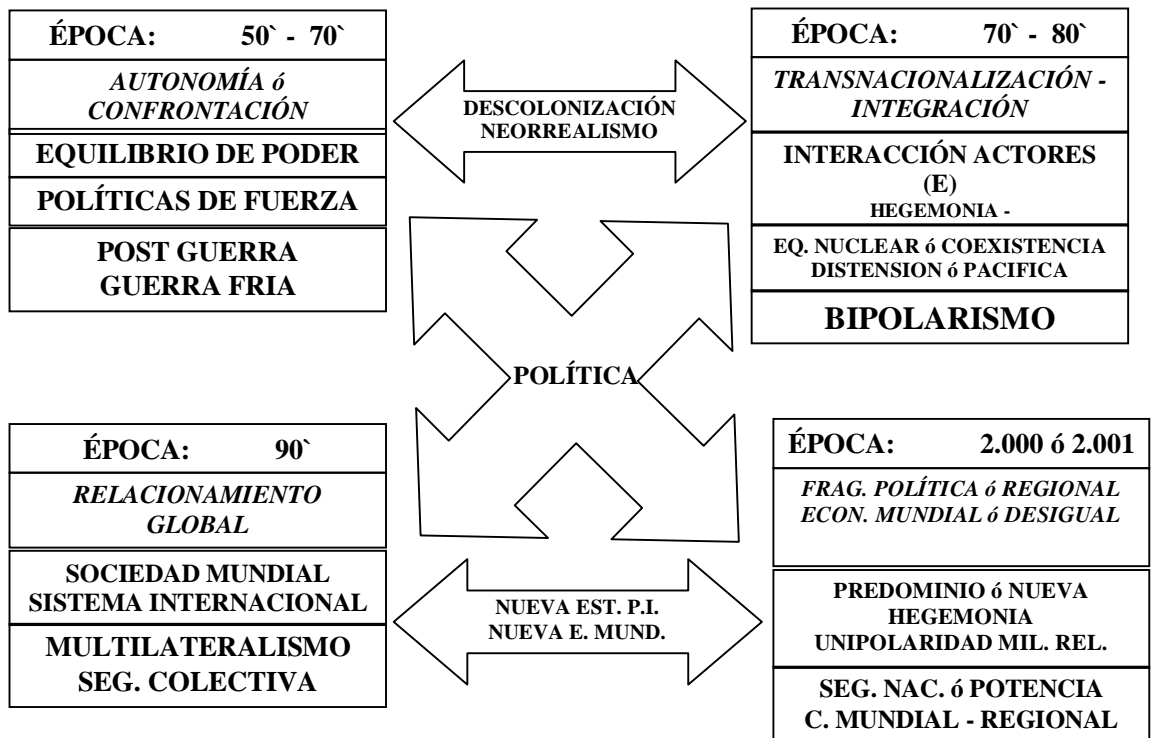 ÉPOCA: 50` - 70`
AUTONOMÍA ó
CONFRONTACIÓN
EQUILIBRIO DE PODER
POLÍTICAS DE FUERZA
POST GUERRA
GUERRA FRIA
DESCOLONIZACIÓN
NEORREALISMO
ÉPOCA: 70` - 80`
TRANSNACIONALIZACIÓN -
INTEGRACIÓN
INTERACCIÓN ACTORES
(E)
HEGEMONIA -
EQ. NUCLEAR ó COEXISTENCIA
DISTENSION ó PACIFICA
BIPOLARISMO
POLÍTICA
ÉPOCA: 90`
RELACIONAMIENTO
GLOBAL
SOCIEDAD MUNDIAL
SISTEMA INTERNACIONAL
MULTILATERALISMO
SEG. COLECTIVA
NUEVA EST. P.I.
NUEVA E. MUND.
ÉPOCA: 2.000 ó 2.001
FRAG. POLÍTICA ó REGIONAL
ECON. MUNDIAL ó DESIGUAL
PREDOMINIO ó NUEVA
HEGEMONIA
UNIPOLARIDAD MIL. REL.
SEG. NAC. ó POTENCIA
C. MUNDIAL - REGIONAL